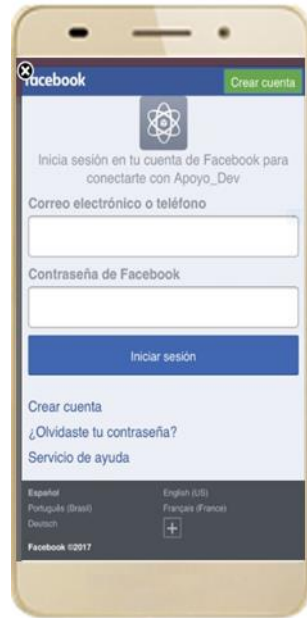 facebook
Crear cuenta
Inicia sesión en tu cuenta de Facebook para
conectarte con Apoyo_Dev
Correo electrónico o teléfono
Contraseña de Facebook
Iniciar sesión
Crear cuenta
¿Olvidaste tu contraseña?
Servicio de ayuda
Español
English (US)
Português (Brasil)
Français (France)
Deutsch
+
Facebook ©2017